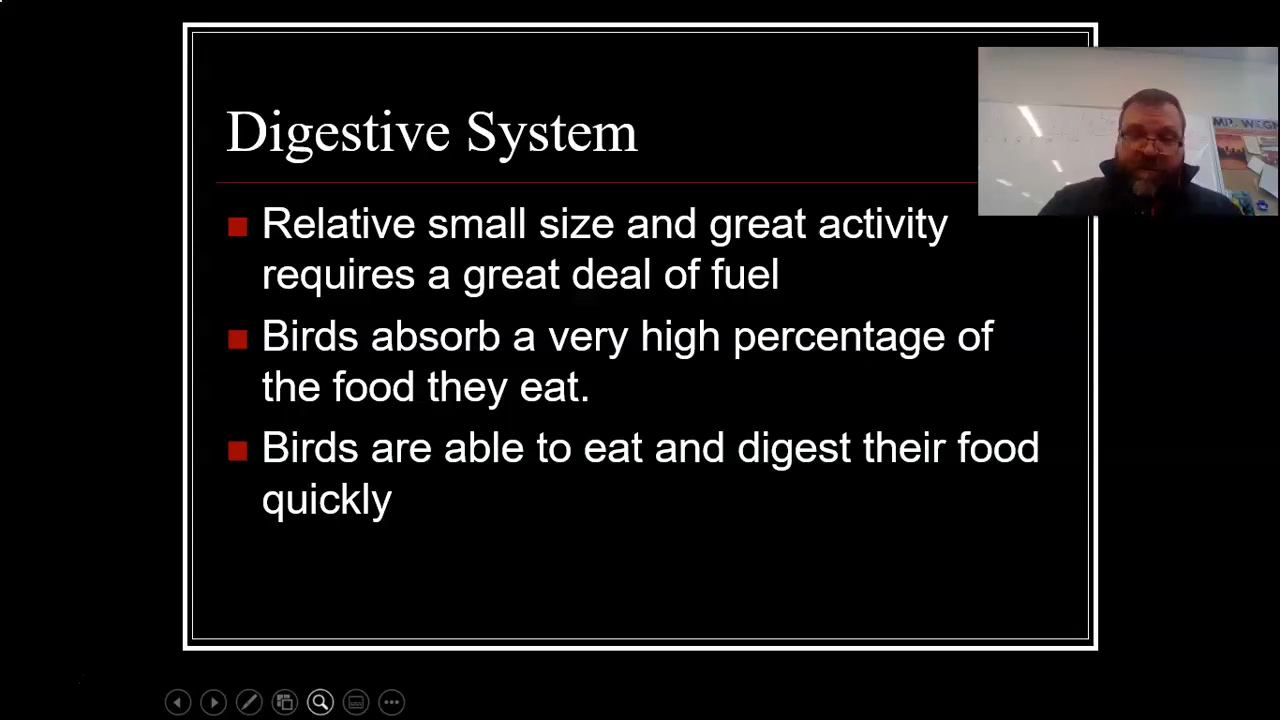 Digestive System
Relative small size and great activity
requires a great deal of fuel
Birds absorb a very high percentage of
the food they eat.
Birds are able to eat and digest their food
quickly